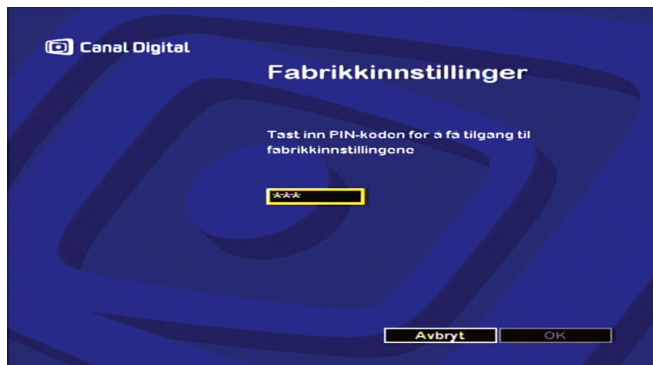 Canal Digital
Fabrikkinnstillinger
Tast inn PIN-koden for å få tilgang til
fabrikkinnstillingene
***
Avbryt
OK